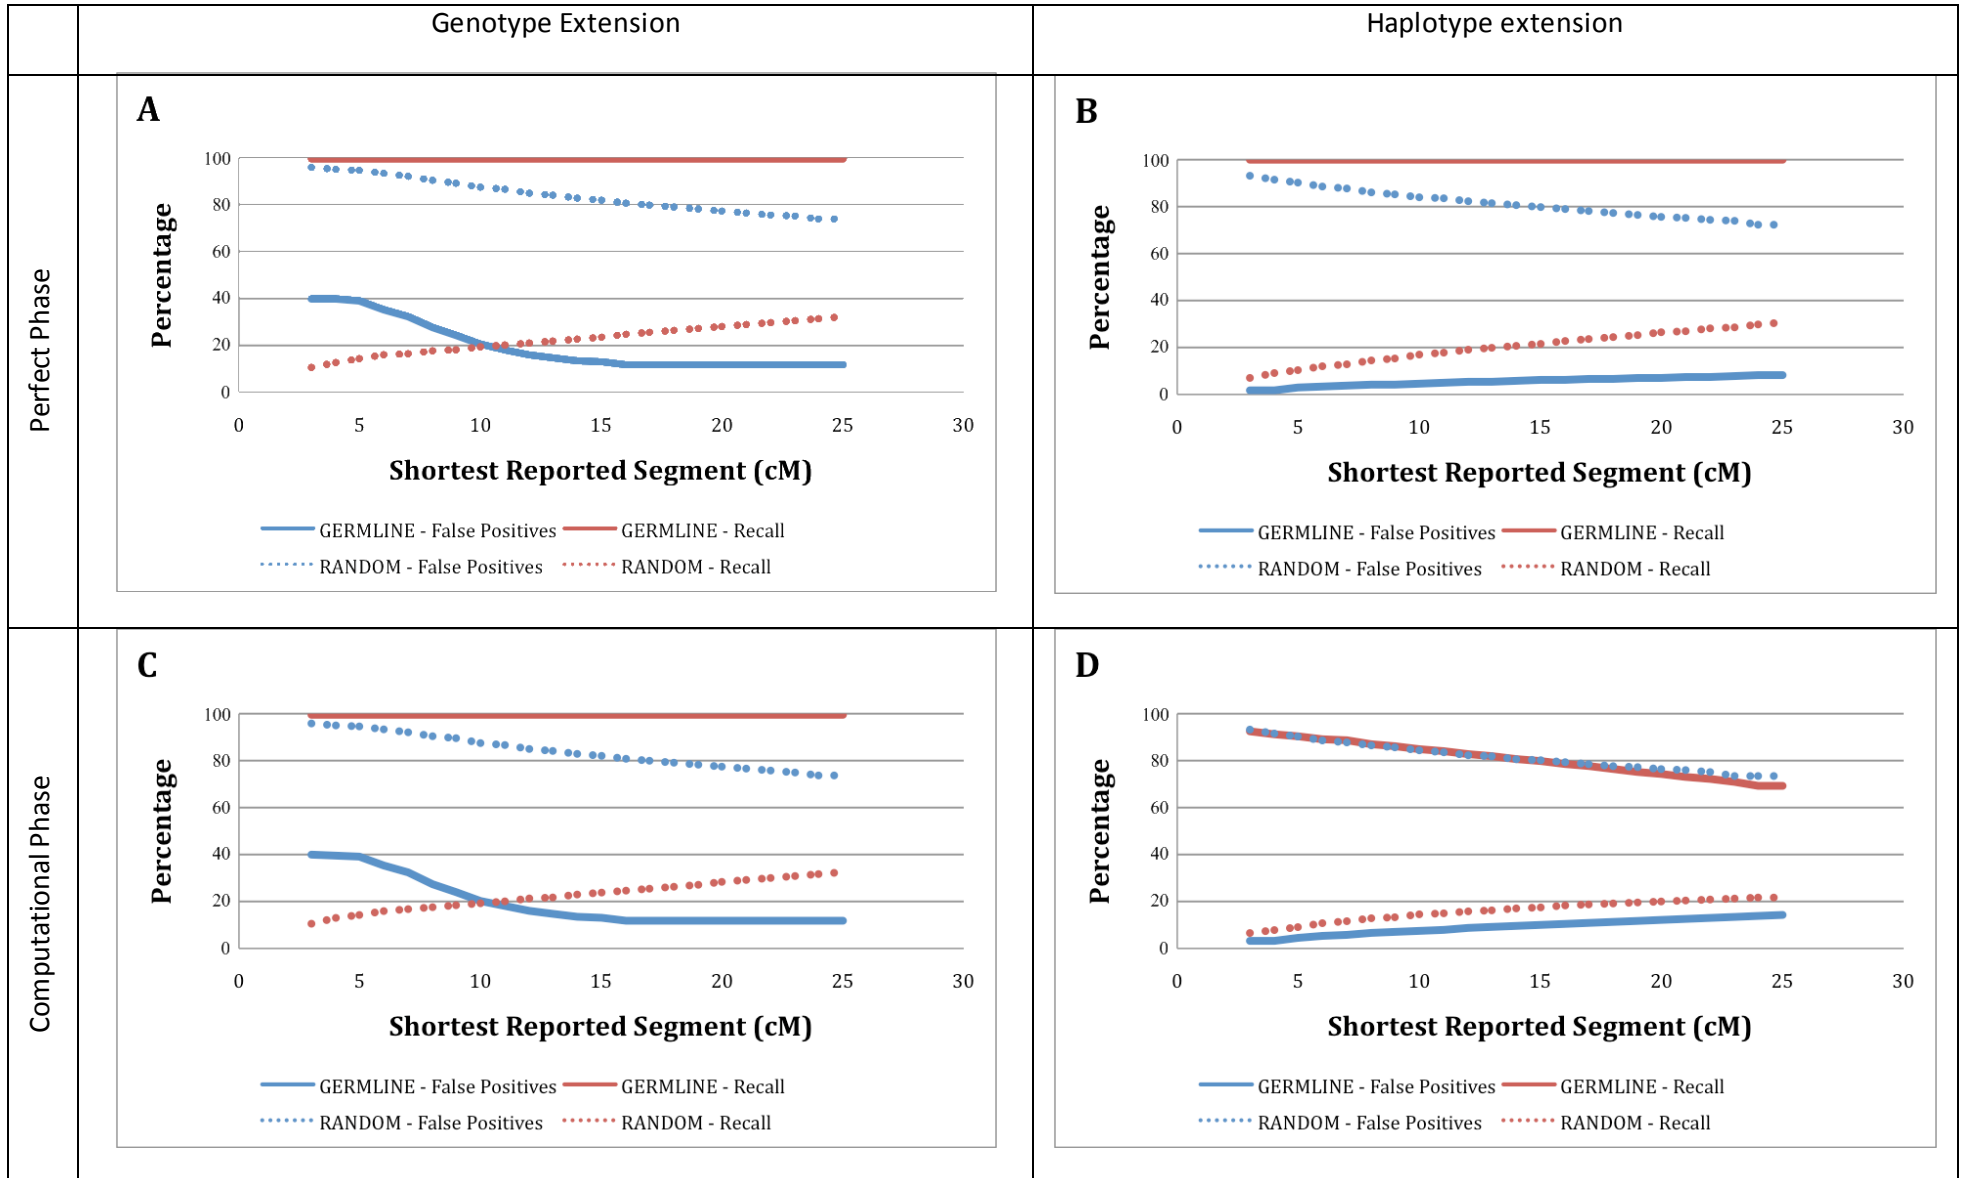 Genotype Extension
Haplotype extension
Perfect Phase
A
100
80
60
40
20
0
Percentage
0 5 10 15 20 25 30
Shortest Reported Segment (cM)
GERMLINE - False Positives GERMLINE - Recall
RANDOM - False Positives RANDOM - Recall
B
100
80
60
40
20
0
Percentage
0 5 10 15 20 25 30
Shortest Reported Segment (cM)
GERMLINE - False Positives GERMLINE - Recall
RANDOM - False Positives RANDOM - Recall
Computational Phase
C
100
80
60
40
20
0
Percentage
0 5 10 15 20 25 30
Shortest Reported Segment (cM)
GERMLINE - False Positives GERMLINE - Recall
RANDOM - False Positives RANDOM - Recall
D
100
80
60
40
20
0
Percentage
0 5 10 15 20 25 30
Shortest Reported Segment (cM)
GERMLINE - False Positives GERMLINE - Recall
RANDOM - False Positives RANDOM - Recall